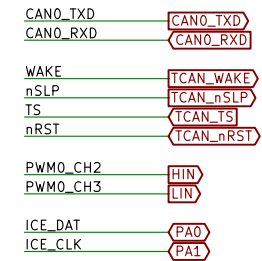 CAN0_TXD CAN0_TXD
CAN0_RXD CAN0_RXD
WAKE TCAN_WAKE
nSLP TCAN_nSLP
TS TCAN_TS
nRST TCAN_nRST
PWM0_CH2 HIN
PWM0_CH3 LIN
ICE_DAT PA0
ICE_CLK PA1